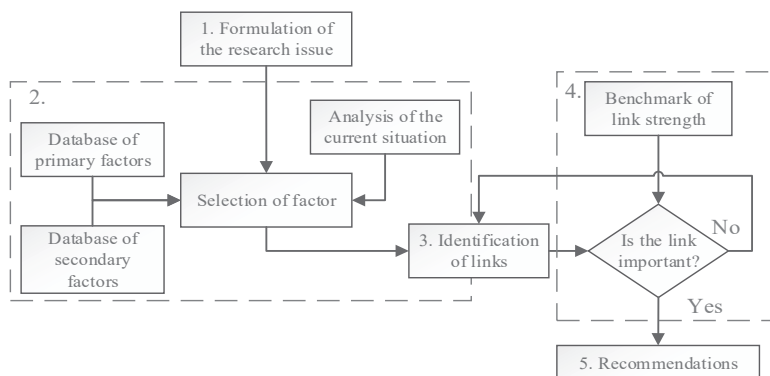 1. Formulation of
the research issue
2.
Analysis of the
current situation
Database of
primary factors
Selection of factor
Database of
secondary
factors
3. Identification
of links
4.
Benchmark of
link strength
Is the link
important?
No
Yes
5. Recommendations